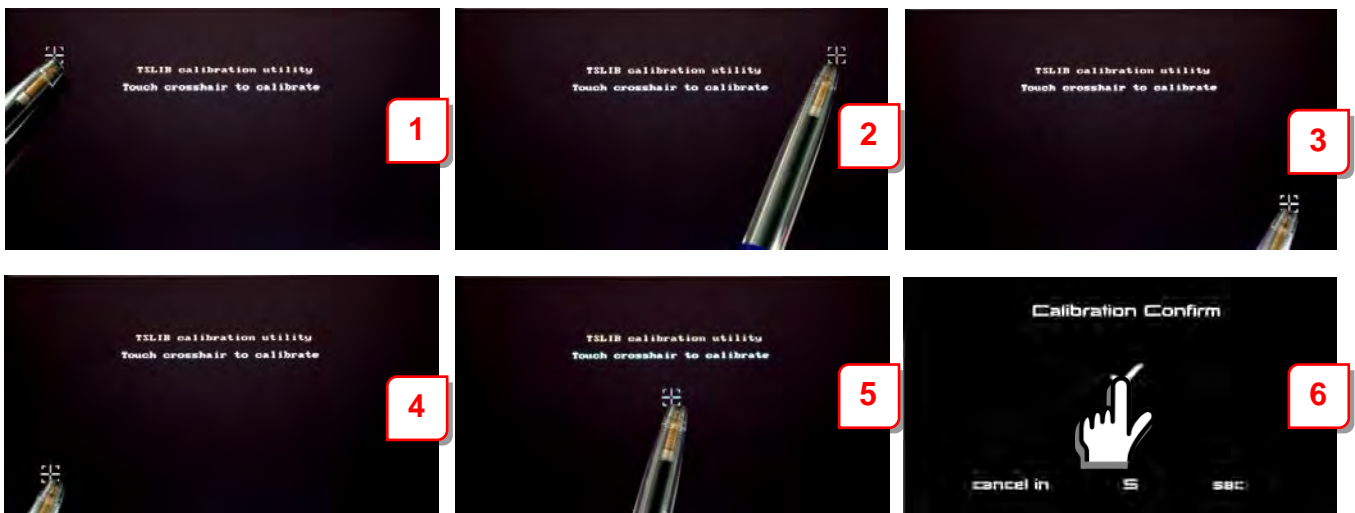 TSLIB calibration utility
Touch crosshair to calibrate
1
TSLIB calibration utility
Touch crosshair to calibrate
2
TSLIB calibration utility
Touch crosshair to calibrate
3
TSLIB calibration utility
Touch crosshair to calibrate
4
TSLIB calibration utility
Touch crosshair to calibrate
5
Calibration Confirm
cancel in 5 sec
6